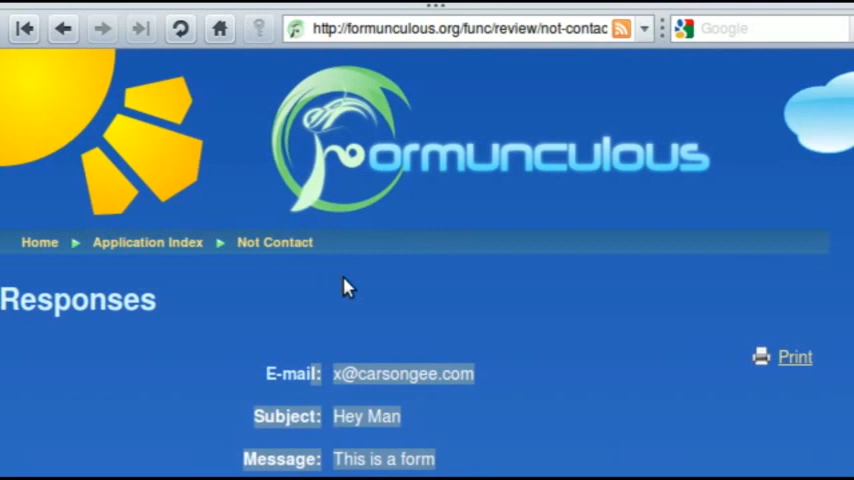 http://formunculous.org/func/review/not-contac
Google
Formunculous
Home Application Index Not Contact
Responses
Print
E-mail: x@carsongee.com
Subject: Hey Man
Message: This is a form